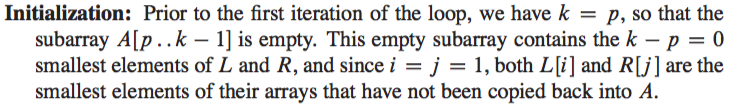 Initialization: Prior to the first iteration of the loop, we have k = p, so that the
subarray A[p . . k − 1] is empty. This empty subarray contains the k − p = 0
smallest elements of L and R, and since i = j = 1, both L[i] and R[j] are the
smallest elements of their arrays that have not been copied back into A.